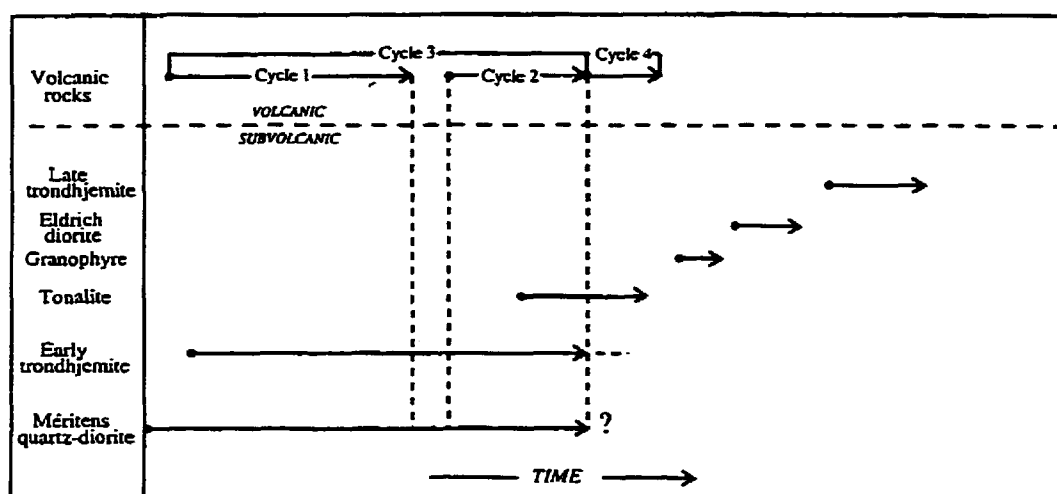 Cycle 3
Cycle 4
Cycle 1
Cycle 2
Volcanic
rocks
VOLCANIC
SUBVOLCANIC
Late
trondhjemite
Eldrich
diorite
Granophyre
Tonalite
Early
trondhjemite
Méritens
quartz-diorite
?
TIME